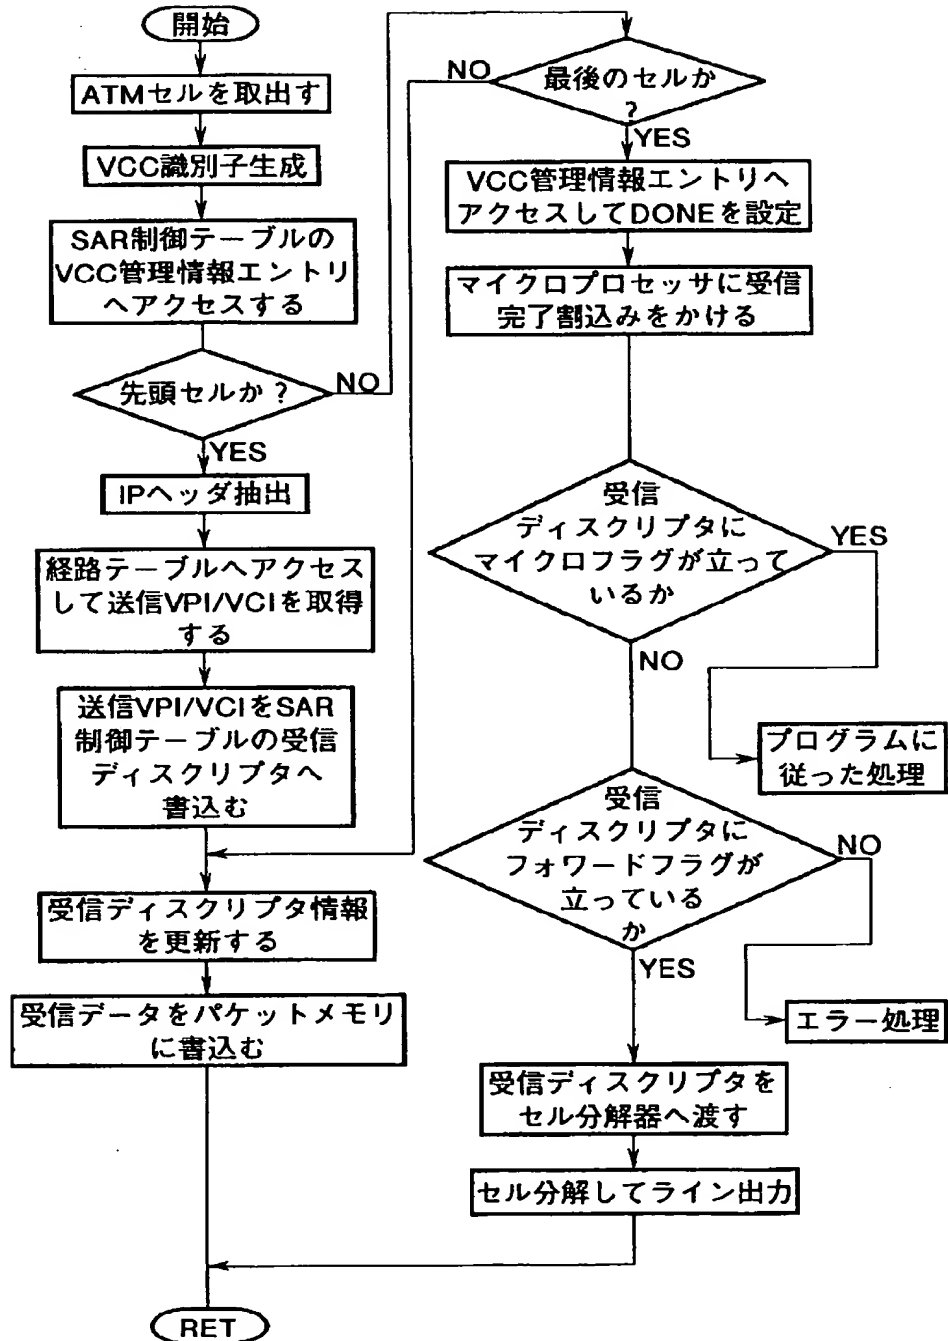 開始
ATMセルを取出す
VCC識別子生成
SAR制御テーブルの
VCC管理情報エントリ
へアクセスする
先頭セルか?
NO
YES
IPヘッダ抽出
経路テーブルへアクセス
して送信VPI/VCIを取得
する
送信VPI/VCIをSAR
制御テーブルの受信
ディスクリプタへ
書込む
受信ディスクリプタ情報
を更新する
受信データをパケットメモリ
に書込む
RET
最後のセルか
?
NO
YES
VCC管理情報エントリへ
アクセスしてDONEを設定
マイクロプロセッサに受信
完了割込みをかける
受信
ディスクリプタに
マイクロフラグが立って
いるか
YES
NO
プログラムに
従った処理
受信
ディスクリプタに
フォワードフラグが
立っている
か
NO
YES
エラー処理
受信ディスクリプタを
セル分解器へ渡す
セル分解してライン出力